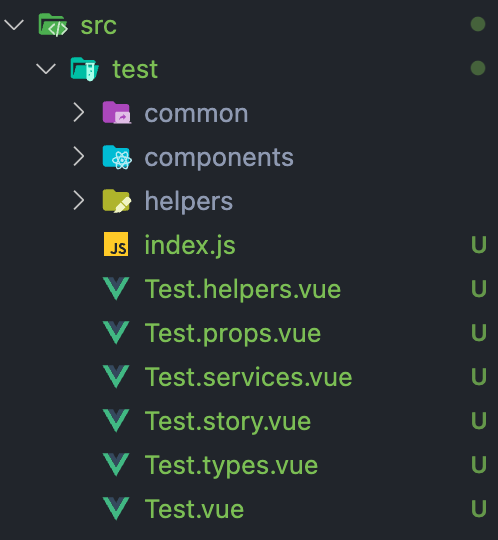 src
test
common
components
helpers
JS index.js U
Test.helpers.vue U
Test.props.vue U
Test.services.vue U
Test.story.vue U
Test.types.vue U
Test.vue U